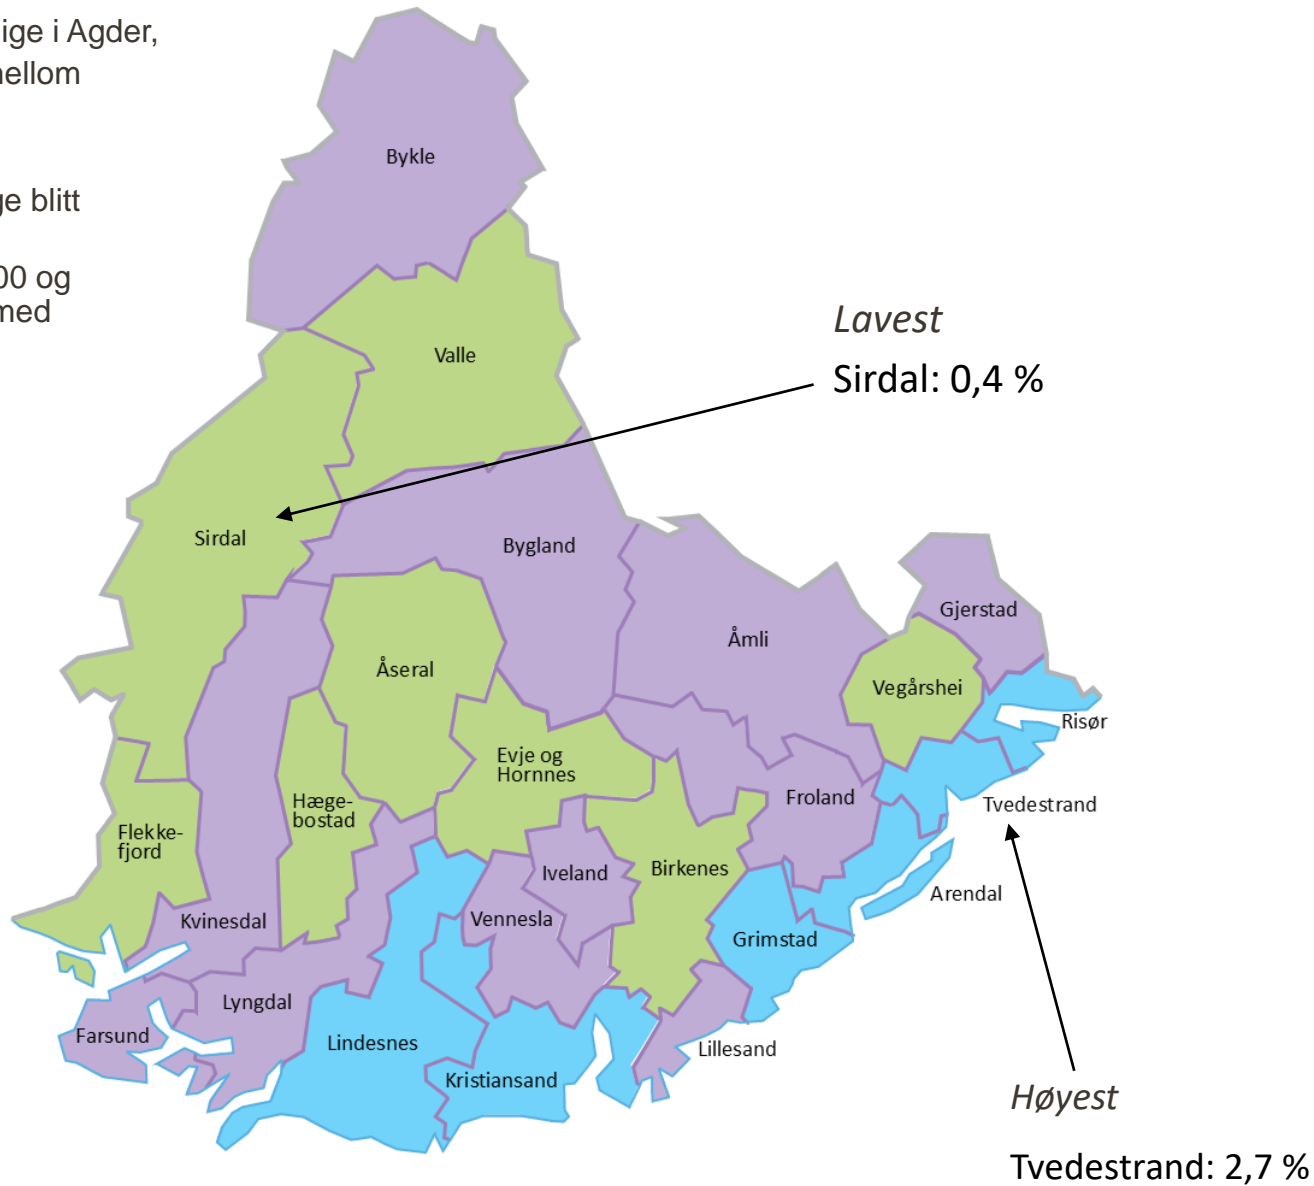 ige i Agder,
ellom
ge blitt
00 og
med
Bykle
Valle
Lavest
Sirdal: 0,4 %
Sirdal
Bygland
Gjerstad
Åmli
Åseral
Vegårshei
Risør
Evje og
Hornnes
Hæge-
bostad
Froland
Tvedestrand
Flekke-
fjord
Iveland
Birkenes
Arendal
Kvinesdal
Vennesla
Grimstad
Lyngdal
Farsund
Lindesnes
Lillesand
Kristiansand
Høyest
Tvedestrand: 2,7 %